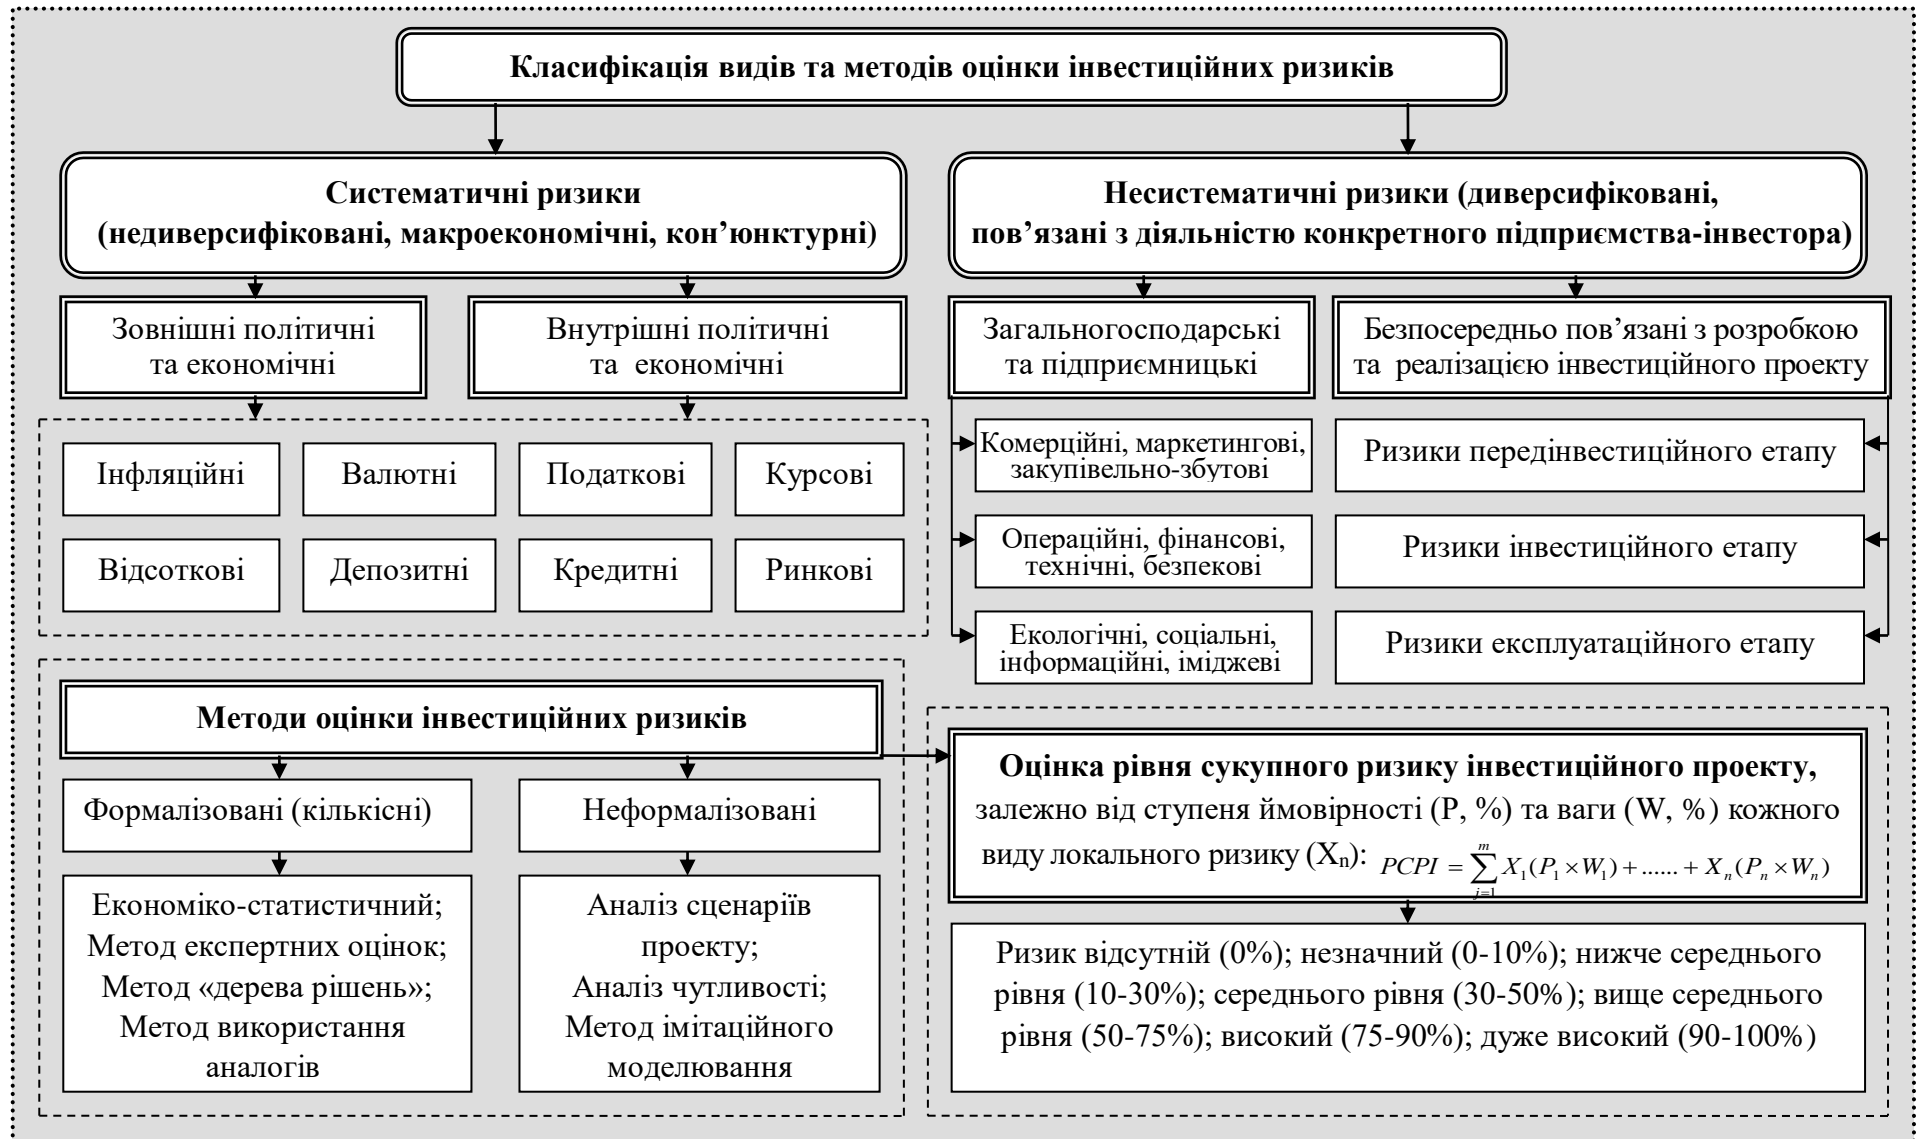 Класифікація видів та методів оцінки інвестиційних ризиків
Систематичні ризики
(недиверсифіковані, макроекономічні, кон’юнктурні)
Несистематичні ризики (диверсифіковані,
пов’язані з діяльністю конкретного підприємства-інвестора)
Зовнішні політичні
та економічні
Внутрішні політичні
та економічні
Загальногосподарські
та підприємницькі
Безпосередньо пов’язані з розробкою
та реалізацією інвестиційного проекту
Інфляційні
Валютні
Податкові
Курсові
Відсоткові
Депозитні
Кредитні
Ринкові
Комерційні, маркетингові,
закупівельно-збутові
Операційні, фінансові,
технічні, безпекові
Екологічні, соціальні,
інформаційні, іміджеві
Ризики передінвестиційного етапу
Ризики інвестиційного етапу
Ризики експлуатаційного етапу
Методи оцінки інвестиційних ризиків
Формалізовані (кількісні)
Неформалізовані
Економіко-статистичний;
Метод експертних оцінок;
Метод «дерева рішень»;
Метод використання
аналогів
Аналіз сценаріїв
проекту;
Аналіз чутливості;
Метод імітаційного
моделювання
Оцінка рівня сукупного ризику інвестиційного проекту,
залежно від ступеня ймовірності (P, %) та ваги (W, %) кожного
виду локального ризику (Xₙ): PCPI = ∑ᵐⱼ₌₁ X₁(P₁ × W₁) + ...... + Xₙ(Pₙ × Wₙ)
Ризик відсутній (0%); незначний (0-10%); нижче середнього
рівня (10-30%); середнього рівня (30-50%); вище середнього
рівня (50-75%); високий (75-90%); дуже високий (90-100%)